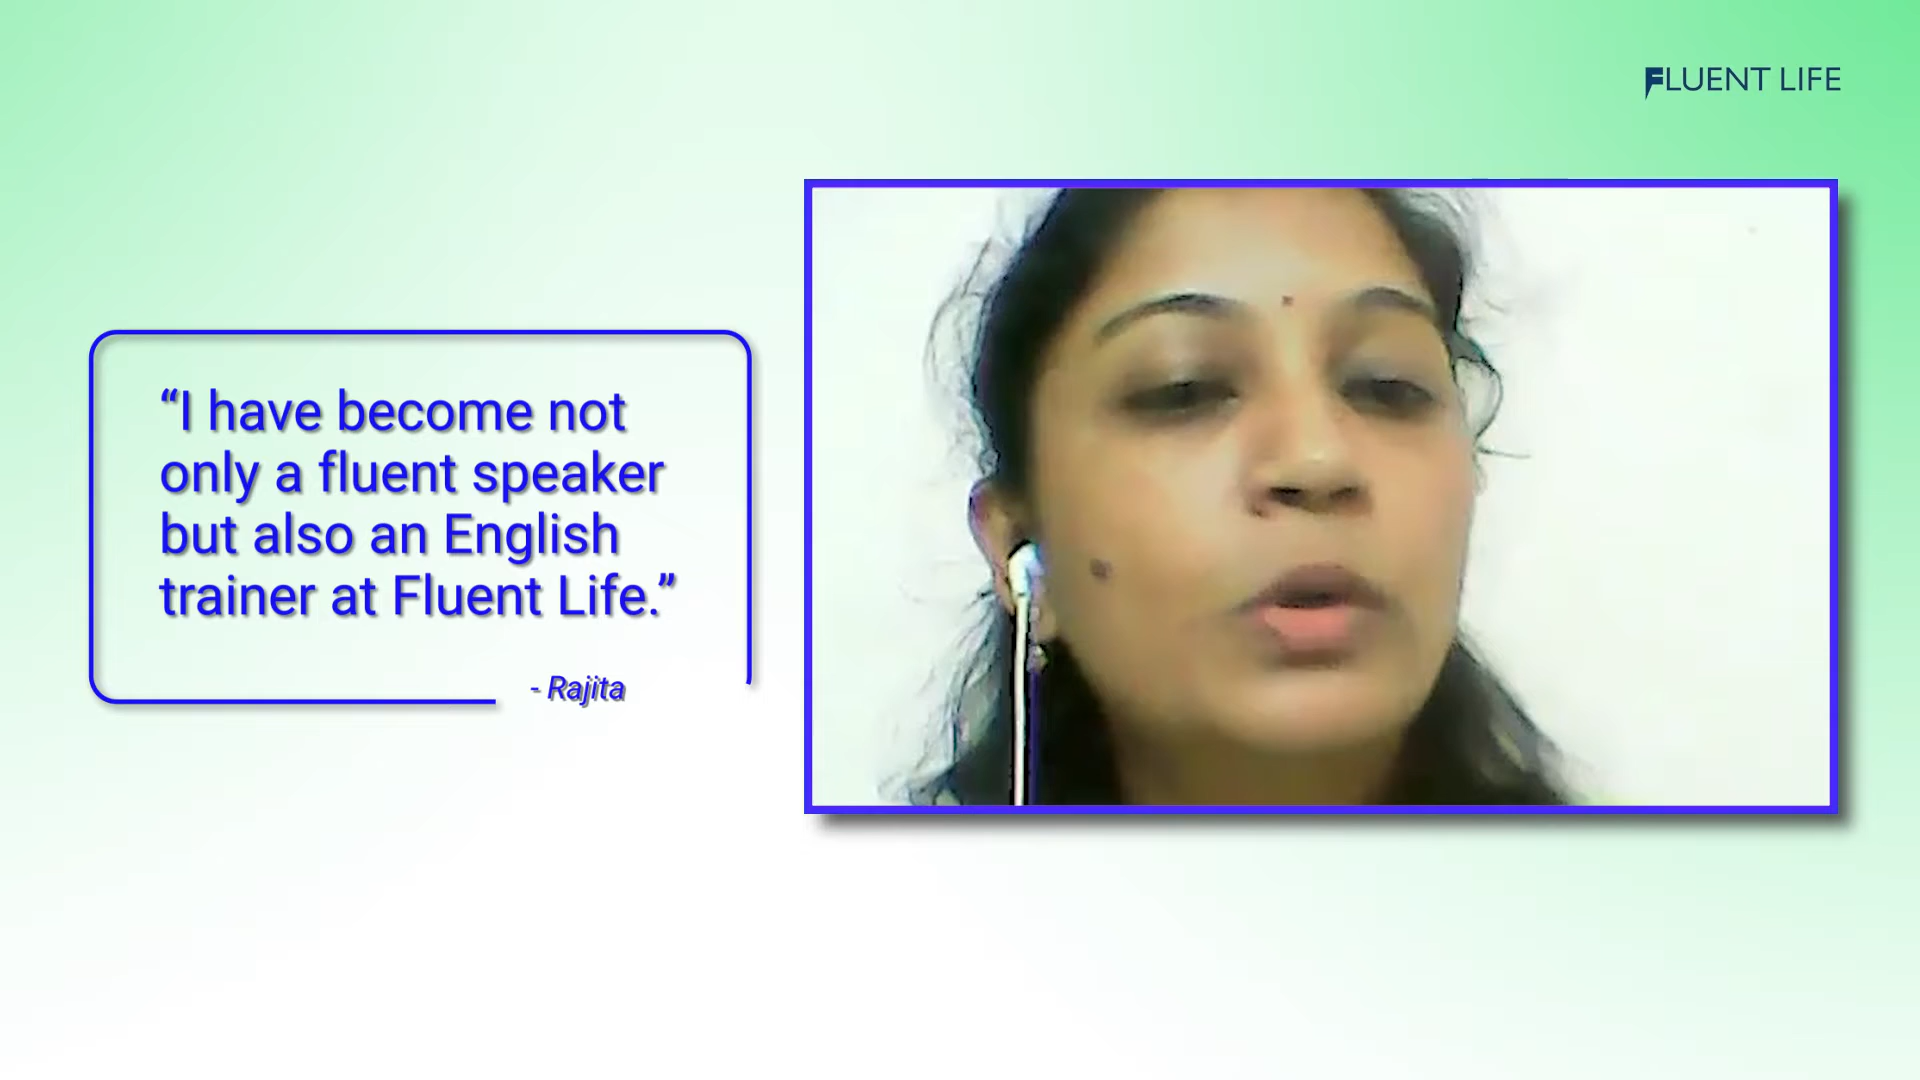 FLUENT LIFE
“I have become not
only a fluent speaker
but also an English
trainer at Fluent Life.”
- Rajita